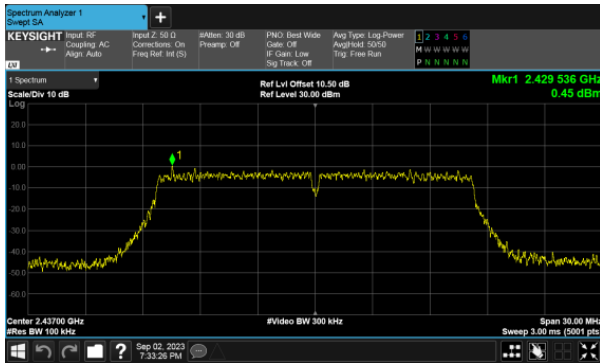 Spectrum Analyzer 1
Swept SA
KEYSIGHT
Input: RF
Coupling: AC
Align: Auto
Input Z: 50 Ω
Corrections: On
Freq Ref: Int (S)
#Atten: 30 dB
Preamp: Off
PNO: Best Wide
Gate: Off
IF Gain: Low
Sig Track: Off
Avg Type: Log-Power
Avg|Hold: 50/50
Trig: Free Run
1 2 3 4 5 6
M W W W W W
P N N N N N
LXI
1 Spectrum
Scale/Div 10 dB
Ref Lvl Offset 10.50 dB
Ref Level 30.00 dBm
Mkr1 2.429 536 GHz
0.45 dBm
Log
20.0
10.0
0.00
1
-10.0
-20.0
-30.0
-40.0
-50.0
-60.0
Center 2.43700 GHz
#Res BW 100 kHz
#Video BW 300 kHz
Span 30.00 MHz
Sweep 3.00 ms (5001 pts)
Sep 02, 2023
7:33:26 PM